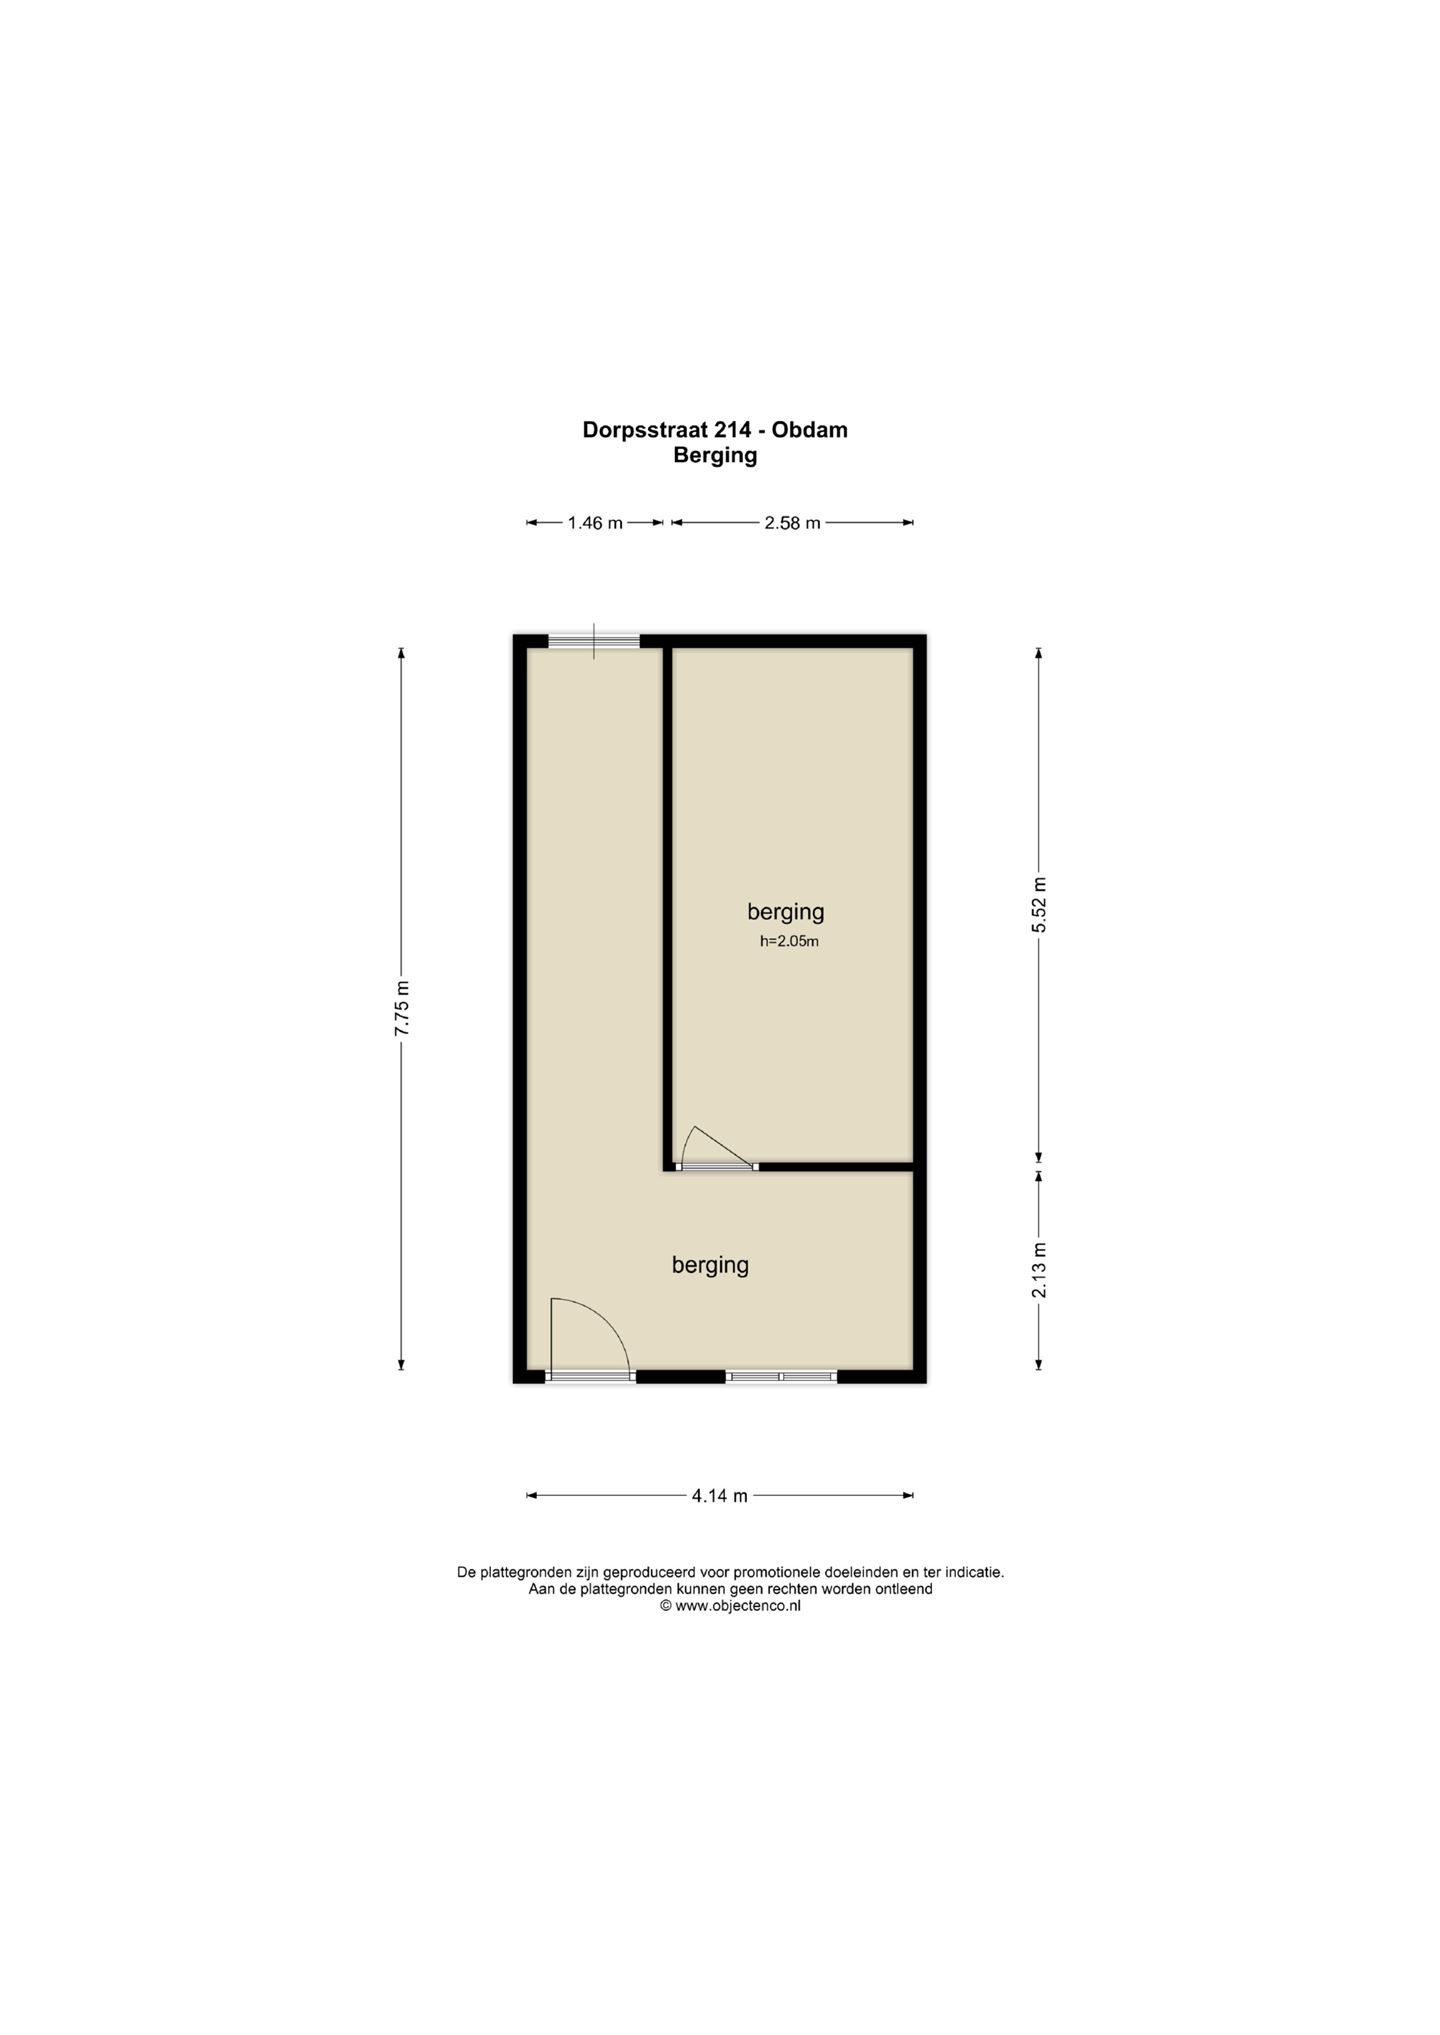 Dorpsstraat 214 - Obdam
Berging
1.46 m
2.58 m
berging
h=2.05m
5.52 m
7.75 m
berging
2.13 m
4.14 m
De plattegronden zijn geproduceerd voor promotionele doeleinden en ter indicatie.
Aan de plattegronden kunnen geen rechten worden ontleend
© www.objectenco.nl